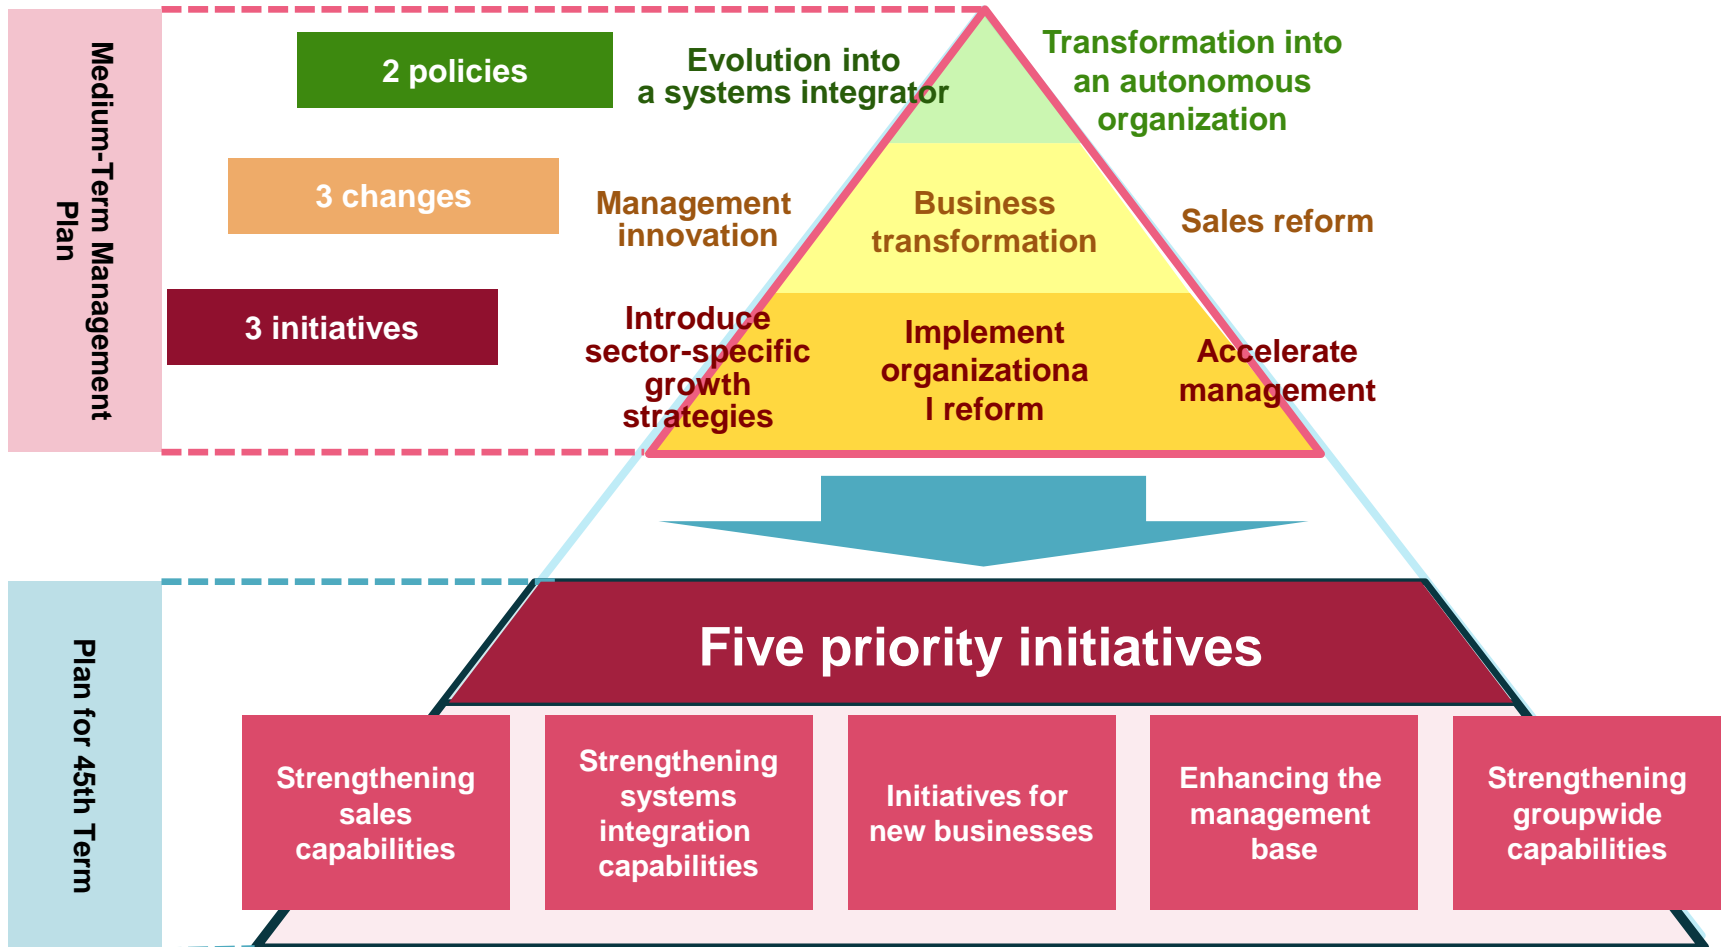 Medium-Term Management
Plan
2 policies
Evolution into
a systems integrator
Transformation into
an autonomous
organization
3 changes
Management
innovation
Business
transformation
Sales reform
3 initiatives
Introduce
sector-specific
growth
strategies
Implement
organizationa
l reform
Accelerate
management
Plan for 45th Term
Five priority initiatives
Strengthening
sales
capabilities
Strengthening
systems
integration
capabilities
Initiatives for
new businesses
Enhancing the
management
base
Strengthening
groupwide
capabilities